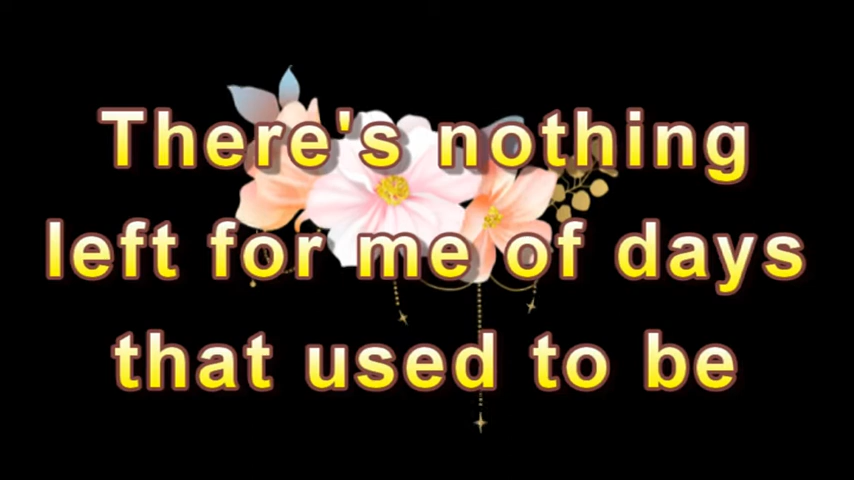 There's nothing
left for me of days
that used to be